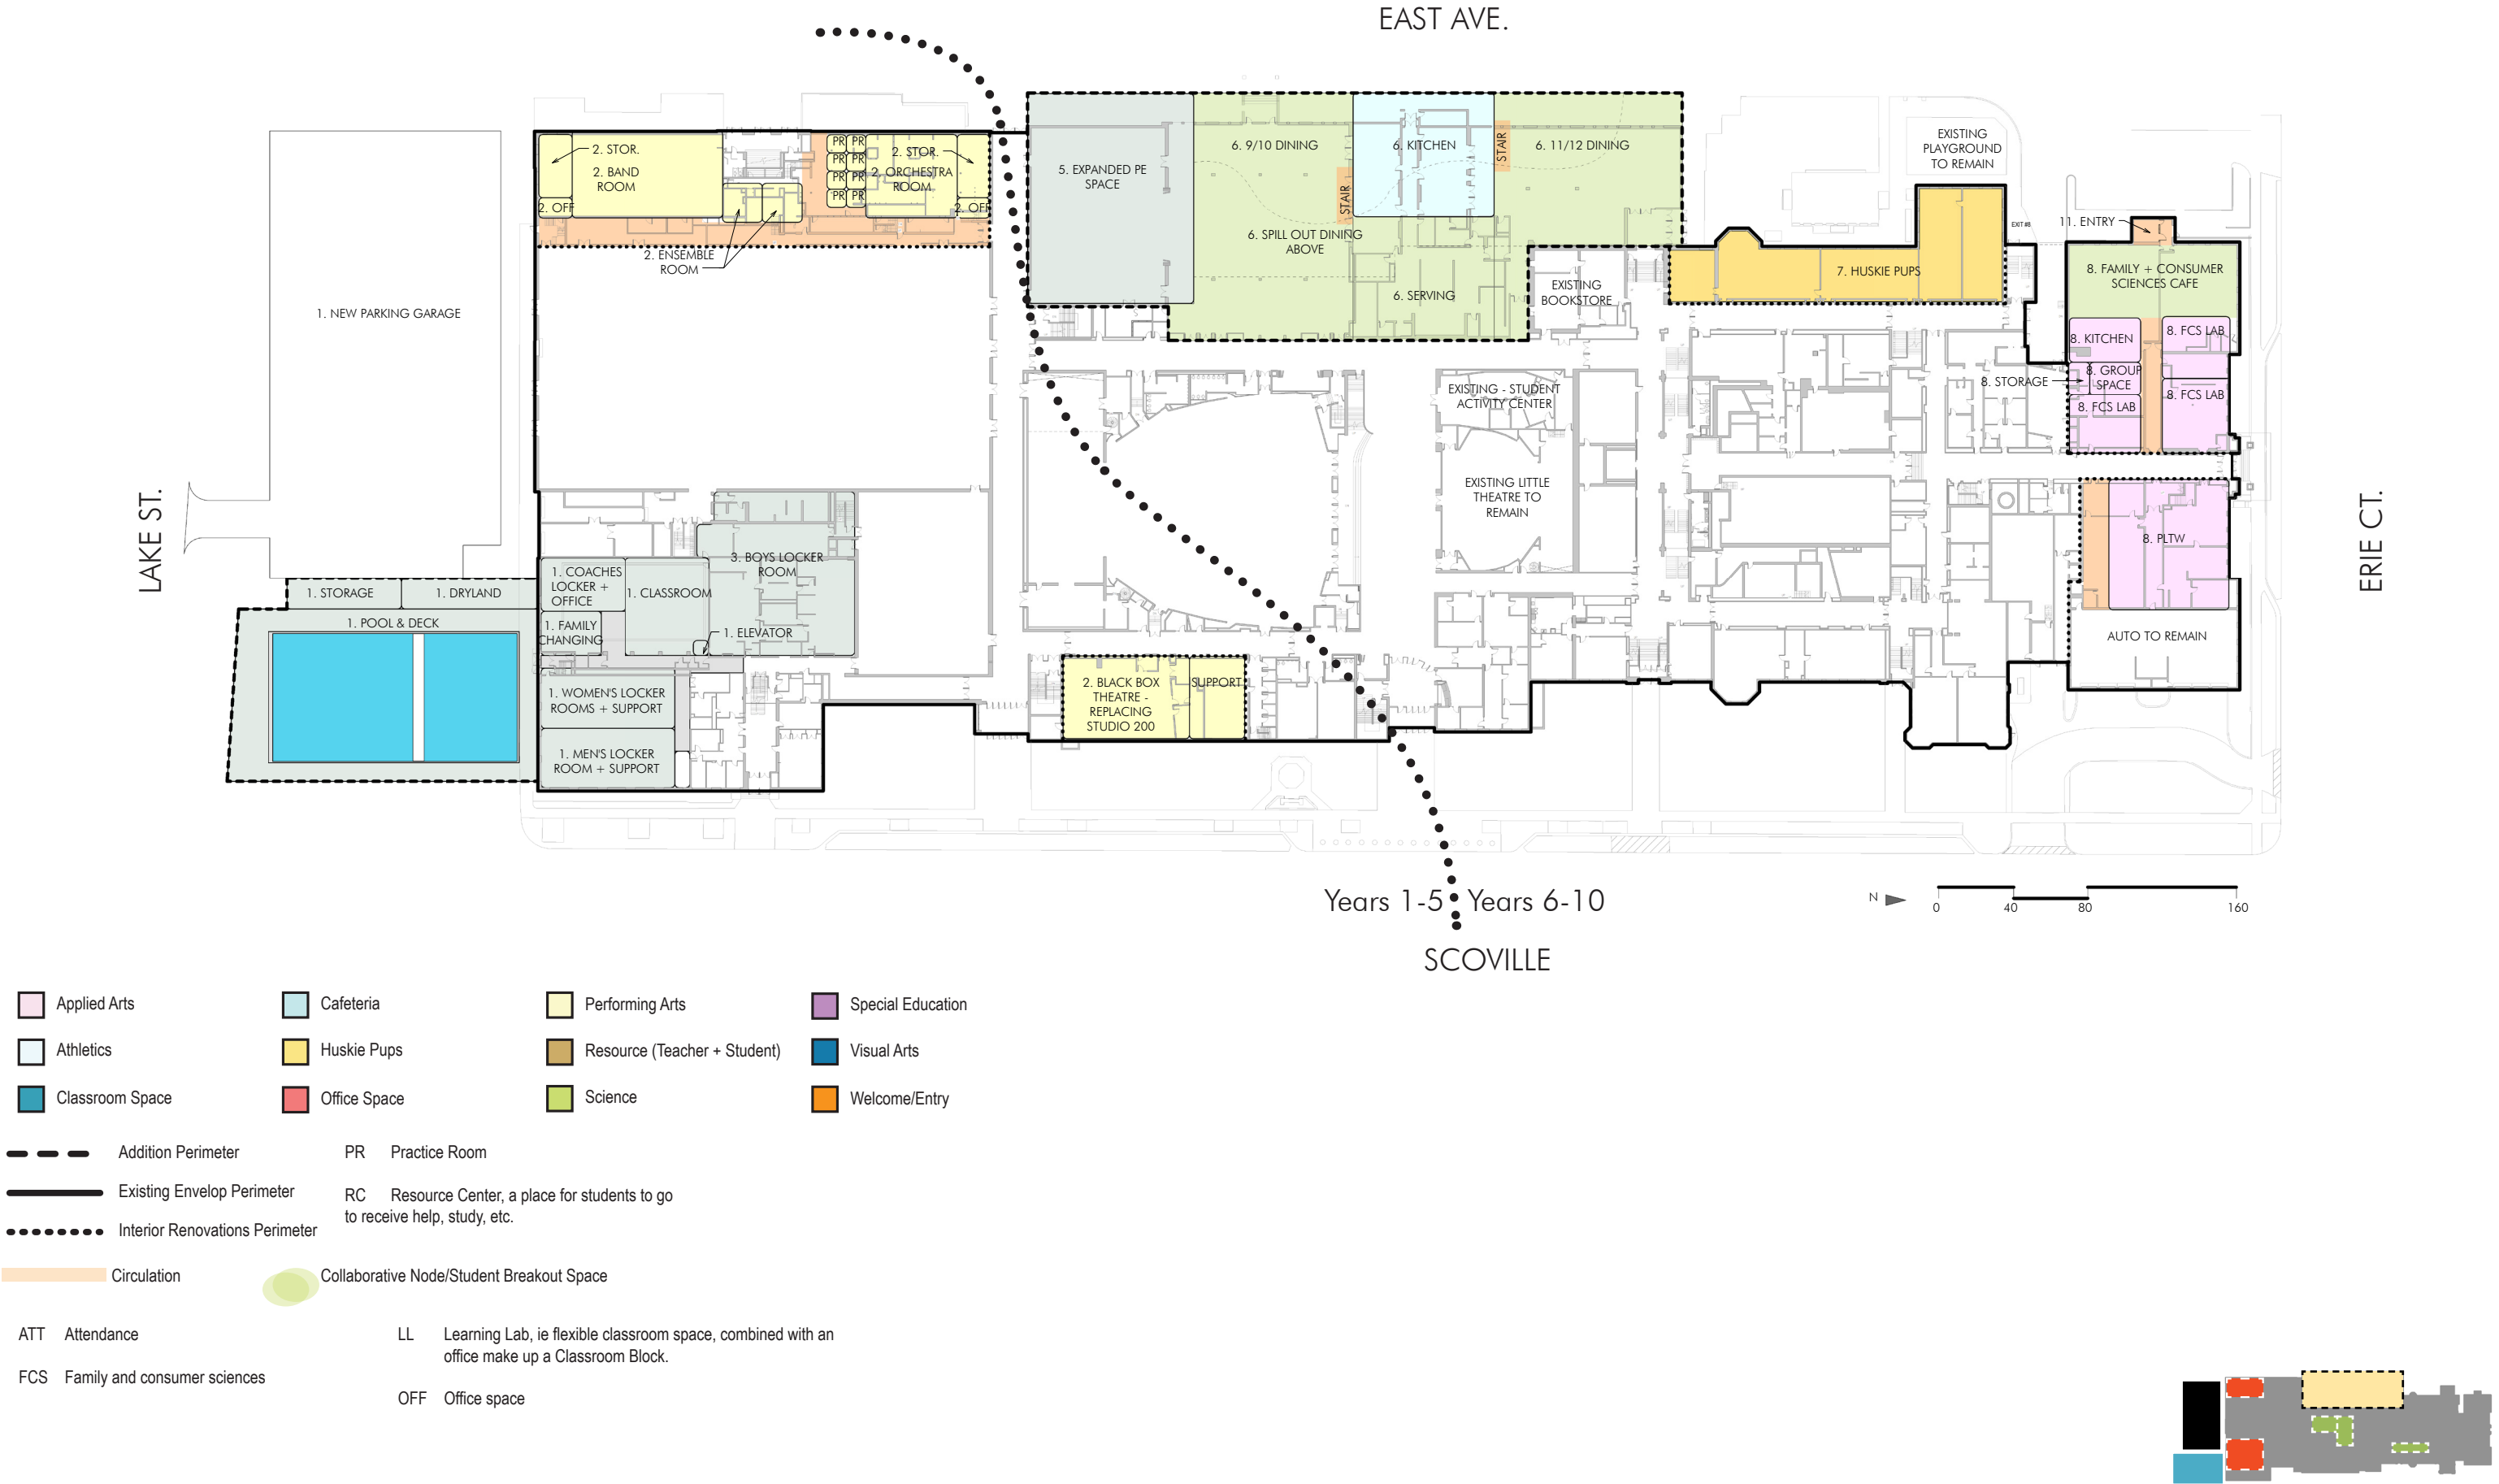 EAST AVE.
2. STOR.
2. BAND
ROOM
2. OFF
PR PR
PR PR
PR PR
PR PR
2. STOR.
2. ORCHESTRA
ROOM
2. OFF
2. ENSEMBLE
ROOM
5. EXPANDED PE
SPACE
6. 9/10 DINING
6. KITCHEN
STAIR
6. 11/12 DINING
STAIR
6. SPILL OUT DINING
ABOVE
6. SERVING
EXISTING
BOOKSTORE
EXISTING
PLAYGROUND
TO REMAIN
7. HUSKIE PUPS
EXIT #8
11. ENTRY
8. FAMILY + CONSUMER
SCIENCES CAFE
8. KITCHEN
8. FCS LAB
8. STORAGE
8. GROUP
SPACE
8. FCS LAB
8. FCS LAB
1. NEW PARKING GARAGE
EXISTING - STUDENT
ACTIVITY CENTER
EXISTING LITTLE
THEATRE TO
REMAIN
LAKE ST.
ERIE CT.
8. PLTW
AUTO TO REMAIN
3. BOYS LOCKER
ROOM
1. COACHES
LOCKER +
OFFICE
1. CLASSROOM
1. STORAGE
1. DRYLAND
1. POOL & DECK
1. FAMILY
CHANGING
1. ELEVATOR
1. WOMEN'S LOCKER
ROOMS + SUPPORT
1. MEN'S LOCKER
ROOM + SUPPORT
2. BLACK BOX
THEATRE -
REPLACING
STUDIO 200
SUPPORT
Years 1-5
Years 6-10
N
0
40
80
160
SCOVILLE
Applied Arts
Cafeteria
Performing Arts
Special Education
Athletics
Huskie Pups
Resource (Teacher + Student)
Visual Arts
Classroom Space
Office Space
Science
Welcome/Entry
Addition Perimeter
PR Practice Room
Existing Envelop Perimeter
RC Resource Center, a place for students to go
to receive help, study, etc.
Interior Renovations Perimeter
Circulation
Collaborative Node/Student Breakout Space
ATT Attendance
LL Learning Lab, ie flexible classroom space, combined with an
office make up a Classroom Block.
FCS Family and consumer sciences
OFF Office space